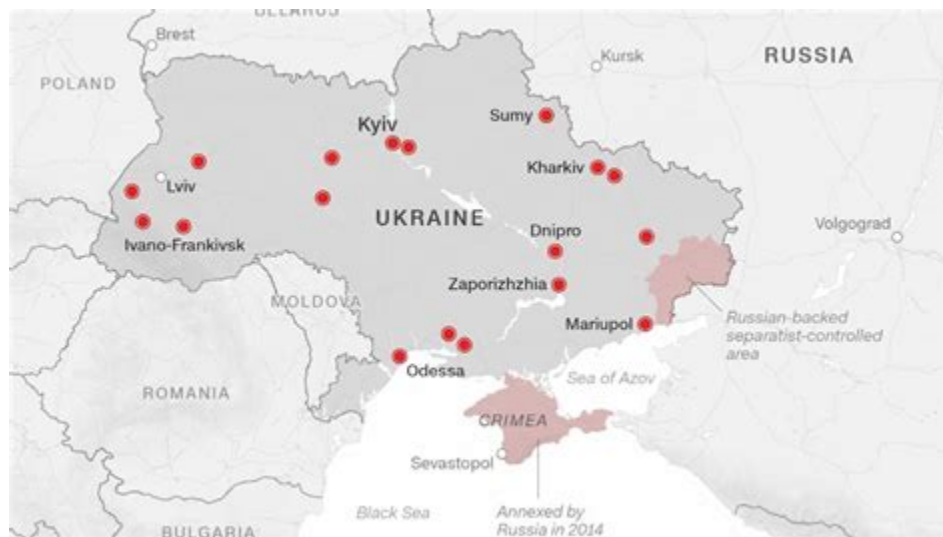 BELARUS
Brest
Kursk
RUSSIA
POLAND
Sumy
Kyiv
Kharkiv
Lviv
UKRAINE
Volgograd
Dnipro
Ivano-Frankivsk
Zaporizhzhia
MOLDOVA
Mariupol
Russian-backed
separatist-controlled
area
Odessa
Sea of Azov
ROMANIA
CRIMEA
Sevastopol
Black Sea
Annexed by
Russia in 2014
BULGARIA